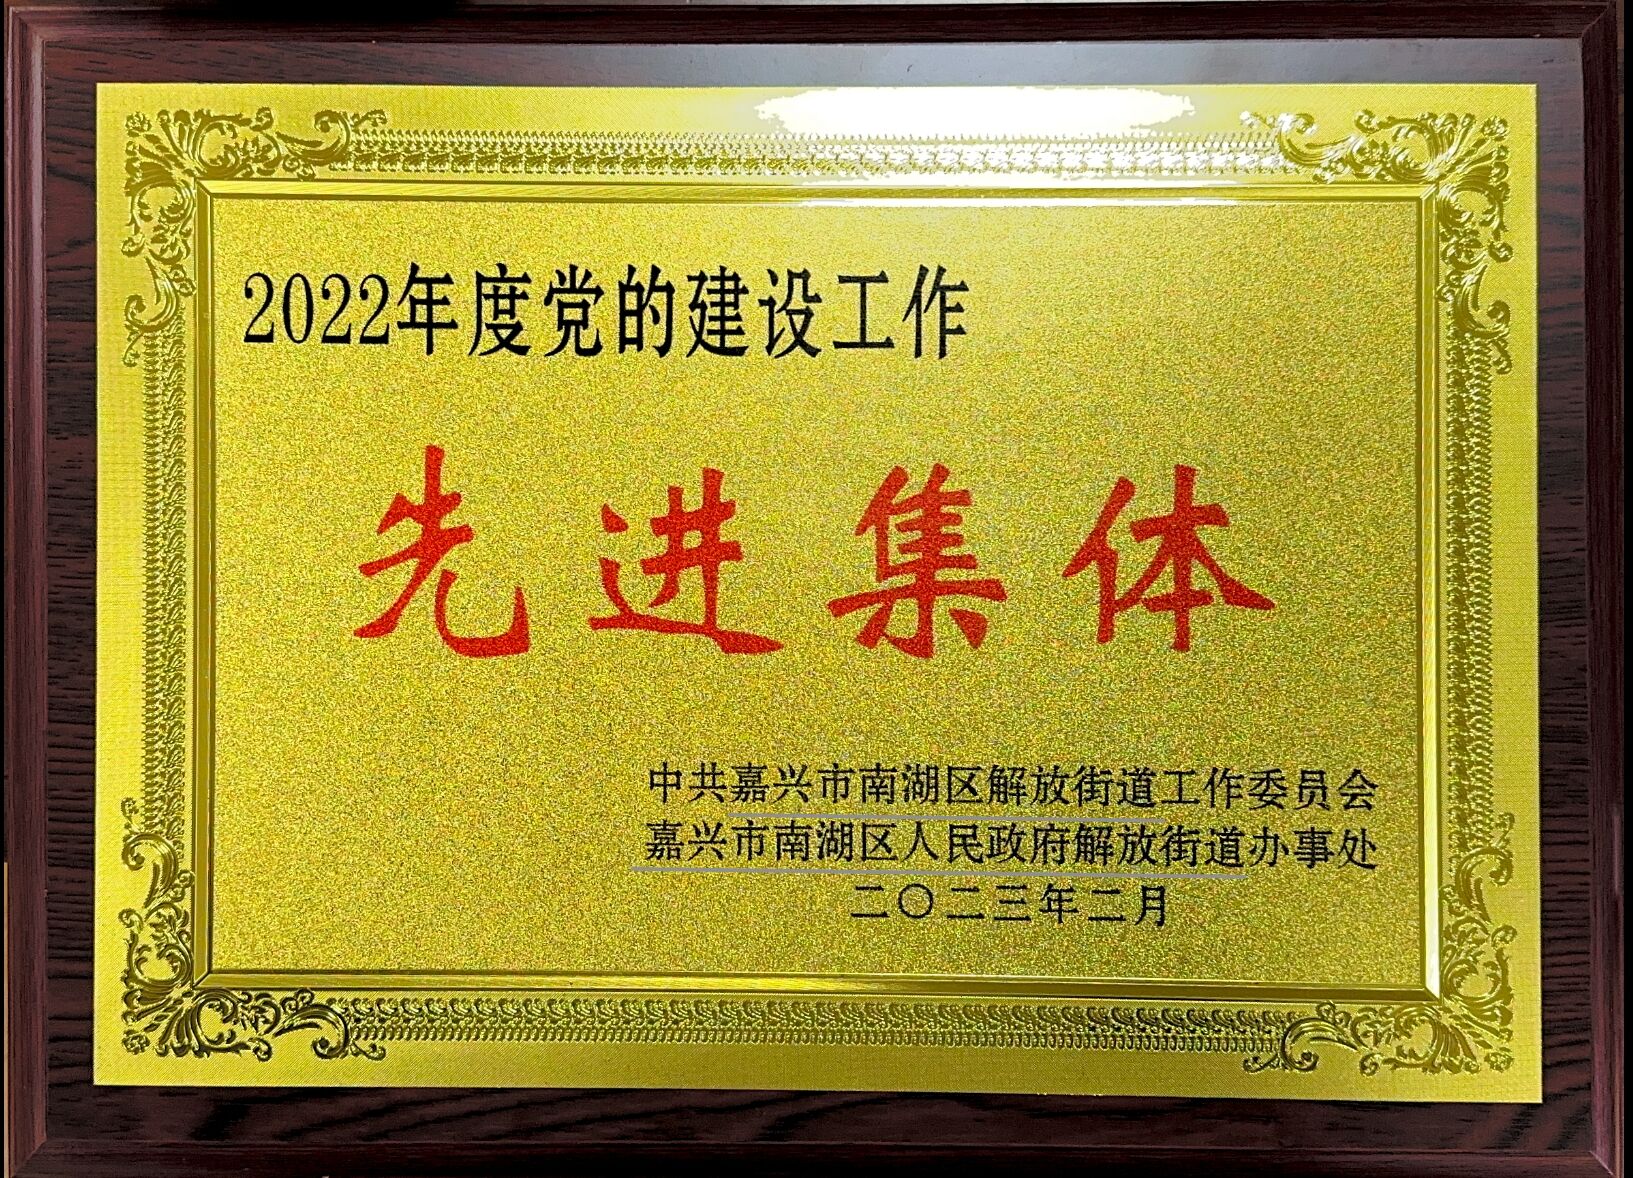 2022年度党的建设工作
先进集体
中共嘉兴市南湖区解放街道工作委员会
嘉兴市南湖区人民政府解放街道办事处
二〇二三年二月